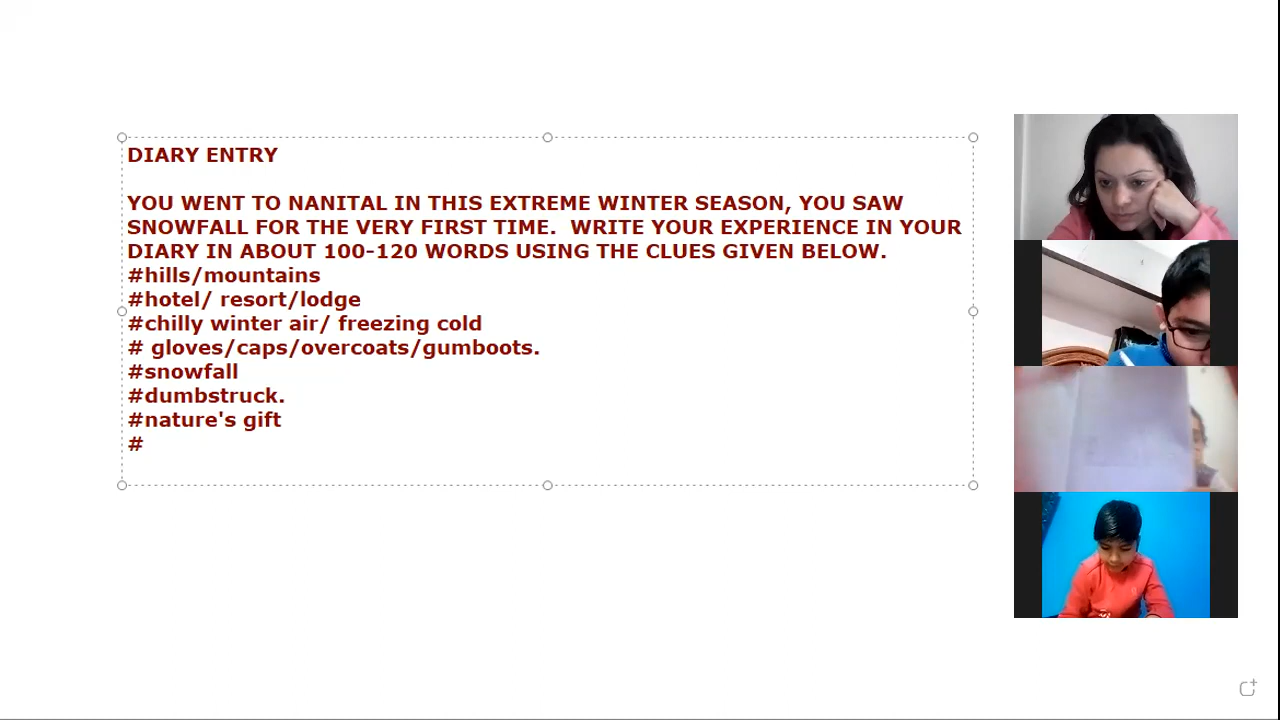 DIARY ENTRY
YOU WENT TO NANITAL IN THIS EXTREME WINTER SEASON, YOU SAW
SNOWFALL FOR THE VERY FIRST TIME.  WRITE YOUR EXPERIENCE IN YOUR
DIARY IN ABOUT 100-120 WORDS USING THE CLUES GIVEN BELOW.
#hills/mountains
#hotel/ resort/lodge
#chilly winter air/ freezing cold
# gloves/caps/overcoats/gumboots.
#snowfall
#dumbstruck.
#nature's gift
#